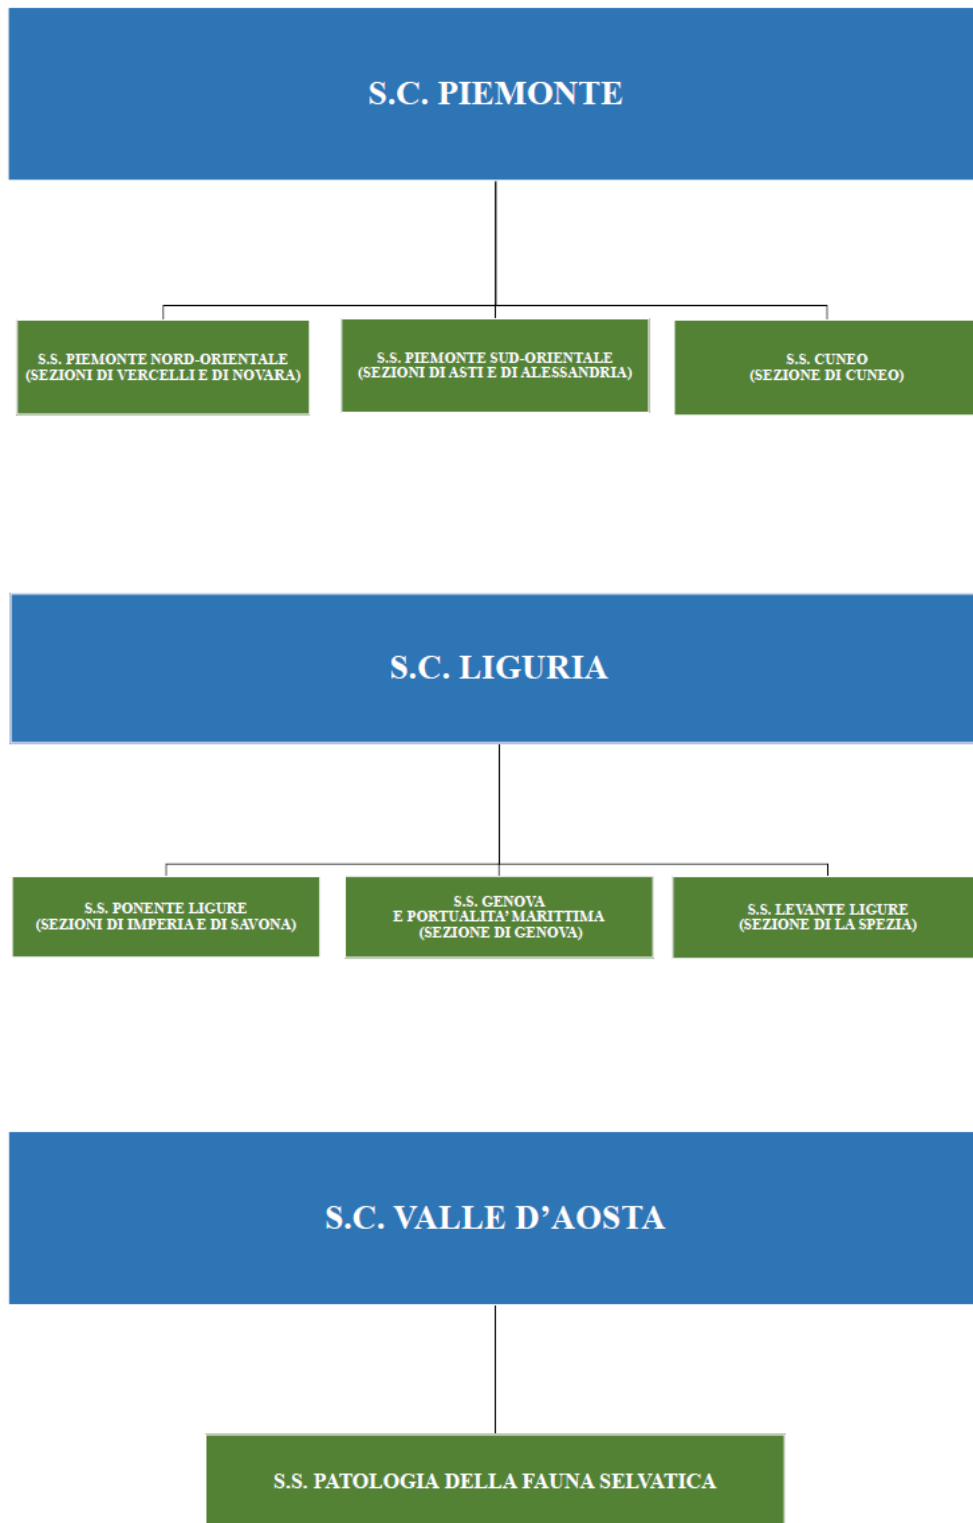 S.C. PIEMONTE
S.S. PIEMONTE NORD-ORIENTALE
(SEZIONI DI VERCELLI E DI NOVARA)
S.S. PIEMONTE SUD-ORIENTALE
(SEZIONI DI ASTI E DI ALESSANDRIA)
S.S. CUNEO
(SEZIONE DI CUNEO)
S.C. LIGURIA
S.S. PONENTE LIGURE
(SEZIONI DI IMPERIA E DI SAVONA)
S.S. GENOVA
E PORTUALITA’ MARITTIMA
(SEZIONE DI GENOVA)
S.S. LEVANTE LIGURE
(SEZIONE DI LA SPEZIA)
S.C. VALLE D’AOSTA
S.S. PATOLOGIA DELLA FAUNA SELVATICA